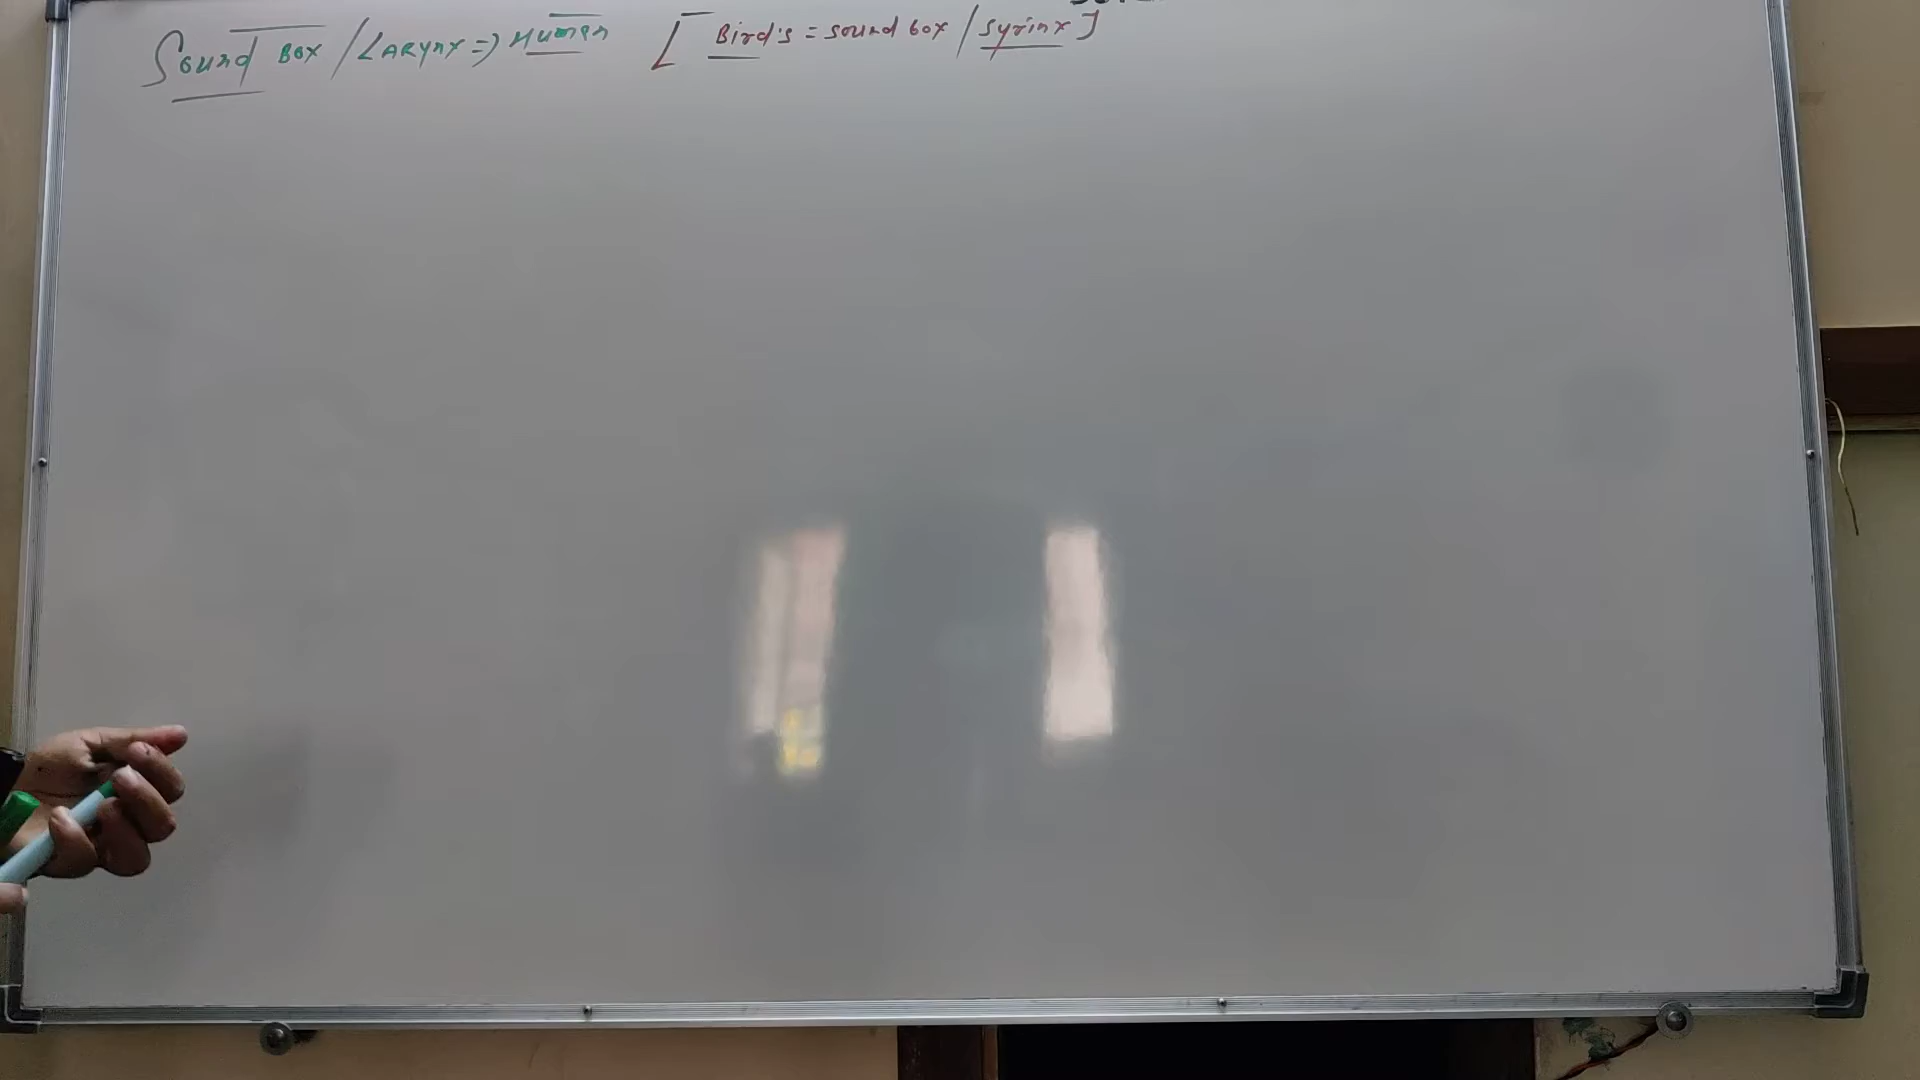 Sound Box / LARynx => Human [ Bird's = sound box / syrinx ]